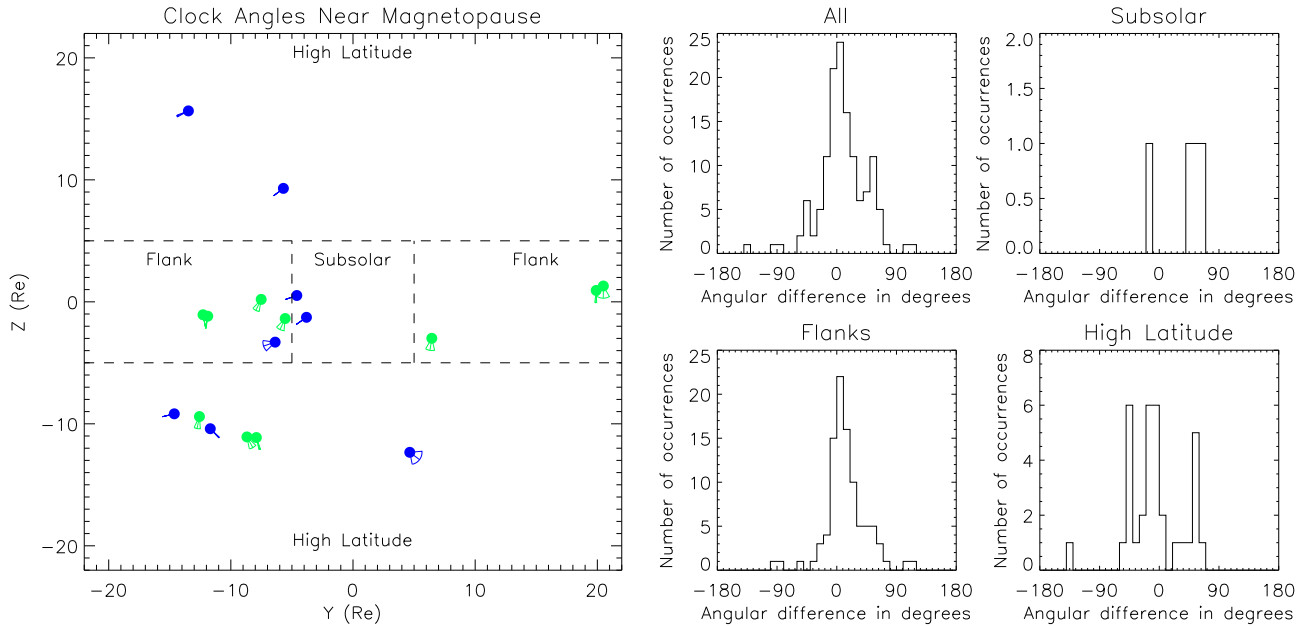 Clock Angles Near Magnetopause
20
10
0
−10
−20
Z (Re)
High Latitude
Flank
Subsolar
Flank
High Latitude
−20
−10
0
10
20
Y (Re)
All
25
20
15
10
5
0
Number of occurrences
−180
−90
0
90
180
Angular difference in degrees
Subsolar
2.0
1.5
1.0
0.5
0.0
Number of occurrences
−180
−90
0
90
180
Angular difference in degrees
Flanks
25
20
15
10
5
0
Number of occurrences
−180
−90
0
90
180
Angular difference in degrees
High Latitude
8
6
4
2
0
Number of occurrences
−180
−90
0
90
180
Angular difference in degrees